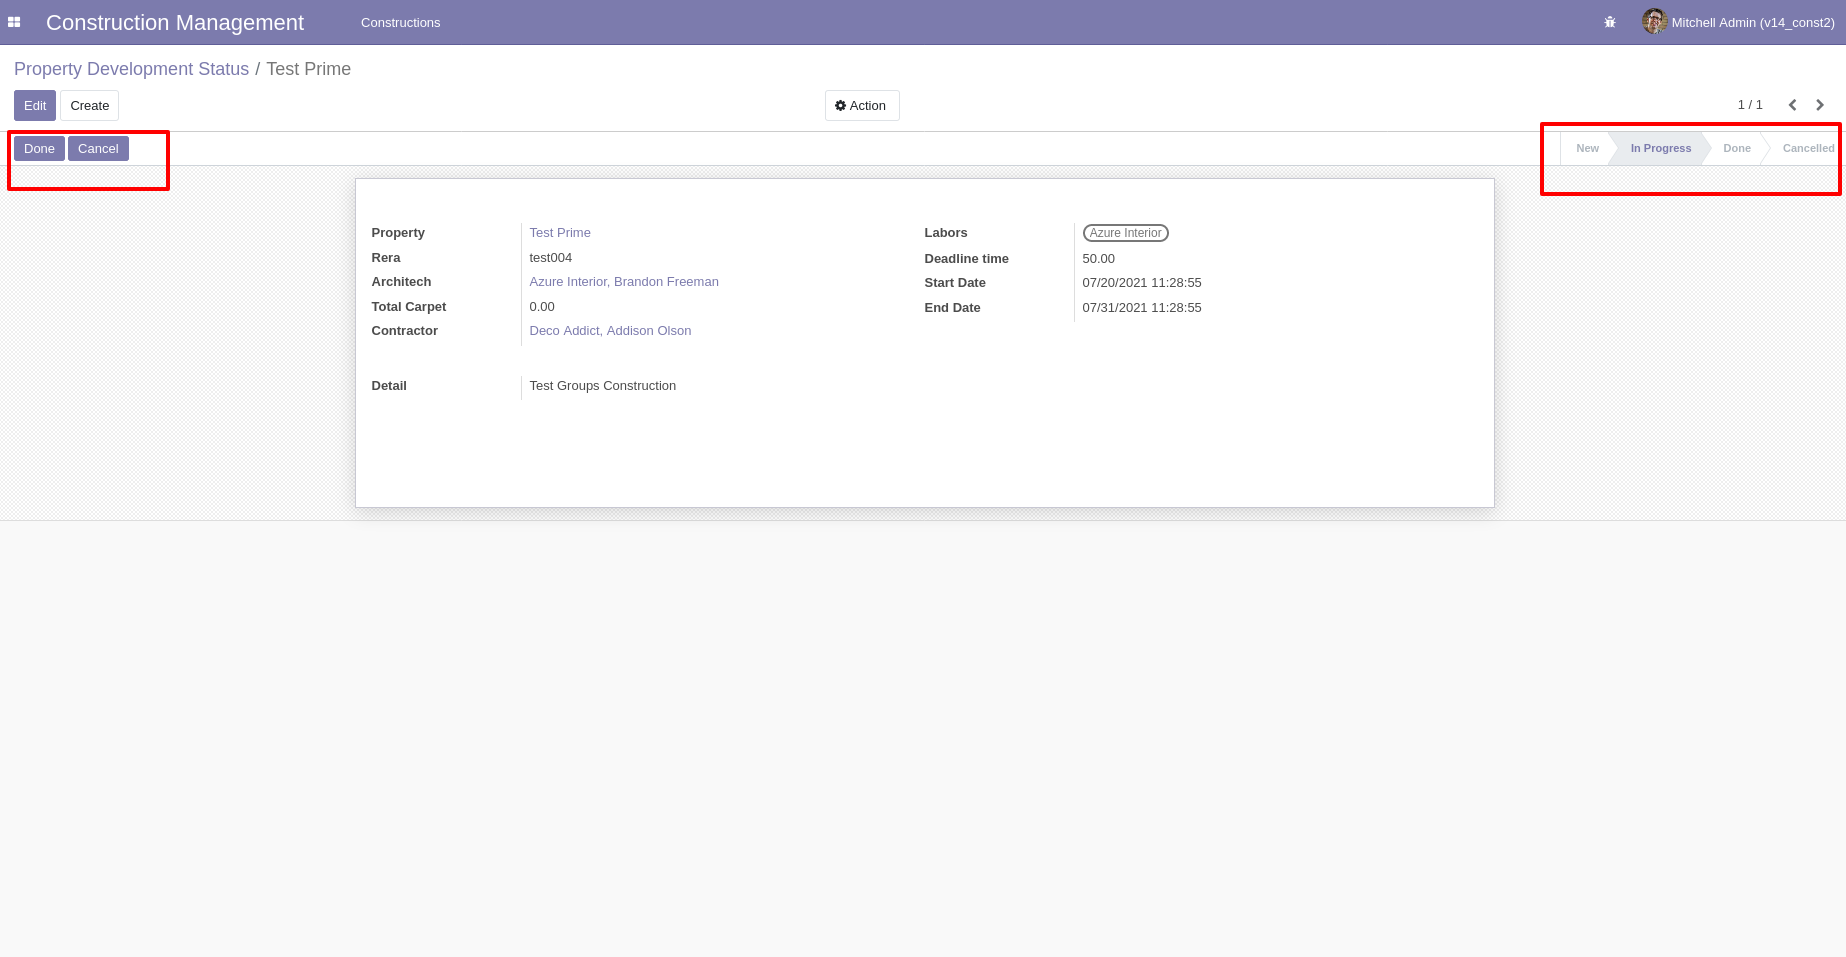 Construction Management Constructions Mitchell Admin (v14_const2)
Property Development Status / Test Prime
Edit Create Action 1 / 1
Done Cancel New In Progress Done Cancelled
Property Test Prime Labors Azure Interior
Rera test004 Deadline time 50.00
Architech Azure Interior, Brandon Freeman Start Date 07/20/2021 11:28:55
Total Carpet 0.00 End Date 07/31/2021 11:28:55
Contractor Deco Addict, Addison Olson
Detail Test Groups Construction